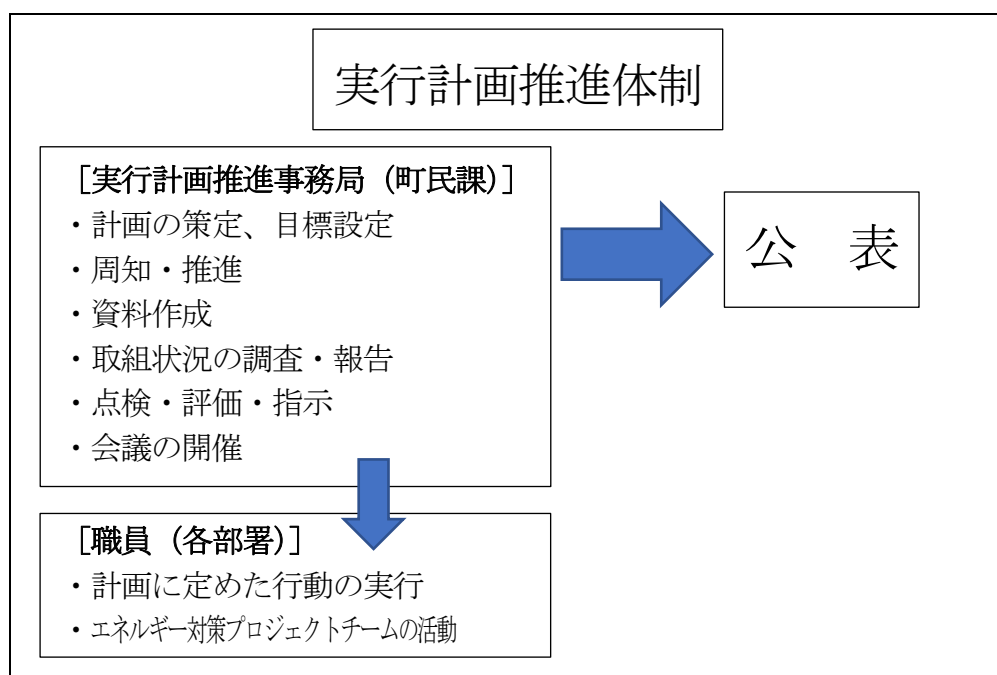 実行計画推進体制
［実行計画推進事務局（町民課）］
・計画の策定、目標設定
・周知・推進
・資料作成
・取組状況の調査・報告
・点検・評価・指示
・会議の開催
公　表
［職員（各部署）］
・計画に定めた行動の実行
・エネルギー対策プロジェクトチームの活動